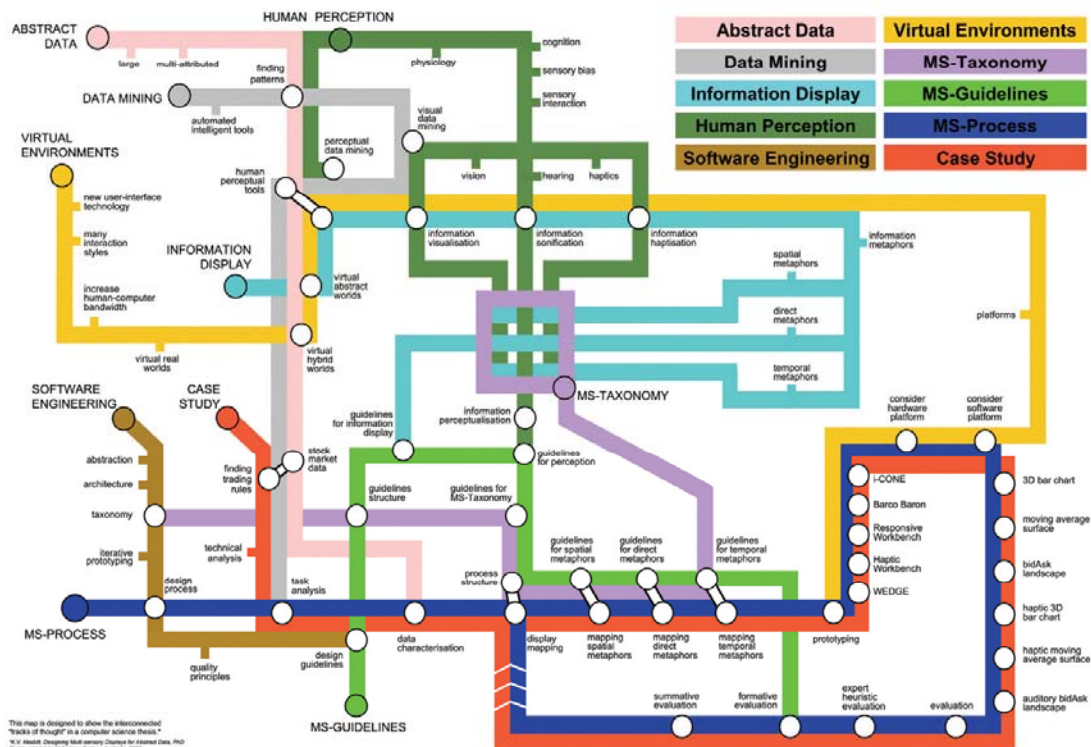 ABSTRACT
DATA
HUMAN PERCEPTION
large
multi-attributed
physiology
cognition
sensory bias
sensory
interaction
Abstract Data
Virtual Environments
Data Mining
MS-Taxonomy
Information Display
MS-Guidelines
Human Perception
MS-Process
Software Engineering
Case Study
finding
patterns
DATA MINING
automated
intelligent tools
visual
data
mining
perceptual
data mining
VIRTUAL
ENVIRONMENTS
human
perceptual
tools
vision
hearing
haptics
new user-interface
technology
many
interaction
styles
increase
human-computer
bandwidth
virtual real
worlds
INFORMATION
DISPLAY
virtual
abstract
worlds
virtual
hybrid
worlds
information
visualisation
information
sonification
information
haptisation
information
metaphors
spatial
metaphors
direct
metaphors
temporal
metaphors
platforms
SOFTWARE
ENGINEERING
CASE
STUDY
MS-TAXONOMY
guidelines
for information
display
information
perceptualisation
guidelines
for perception
consider
hardware
platform
consider
software
platform
abstraction
architecture
taxonomy
iterative
prototyping
design
process
finding
trading
rules
stock
market
data
technical
analysis
task
analysis
guidelines
structure
guidelines for
MS-Taxonomy
process
structure
guidelines
for spatial
metaphors
guidelines
for direct
metaphors
guidelines
for temporal
metaphors
i-CONE
Barco Baron
Responsive
Workbench
Haptic
Workbench
WEDGE
3D bar chart
moving average
surface
bidAsk
landscape
haptic 3D
bar chart
haptic moving
average surface
auditory bidAsk
landscape
MS-PROCESS
quality
principles
design
guidelines
data
characterisation
display
mapping
mapping
spatial
metaphors
mapping
direct
metaphors
mapping
temporal
metaphors
prototyping
MS-GUIDELINES
summative
evaluation
formative
evaluation
expert
heuristic
evaluation
evaluation
This map is designed to show the interconnected
"tracks of thought" in a computer science thesis.*
*K.V. Nesbitt. Designing Multi-sensory Displays for Abstract Data, PhD